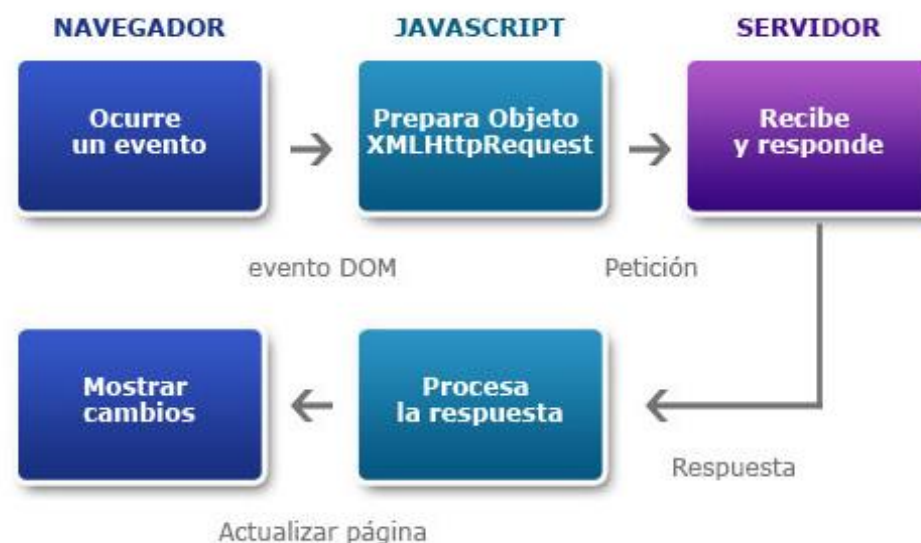 NAVEGADOR
JAVASCRIPT
SERVIDOR
Ocurre
un evento
Prepara Objeto
XMLHttpRequest
Recibe
y responde
evento DOM
Petición
Mostrar
cambios
Procesa
la respuesta
Respuesta
Actualizar página